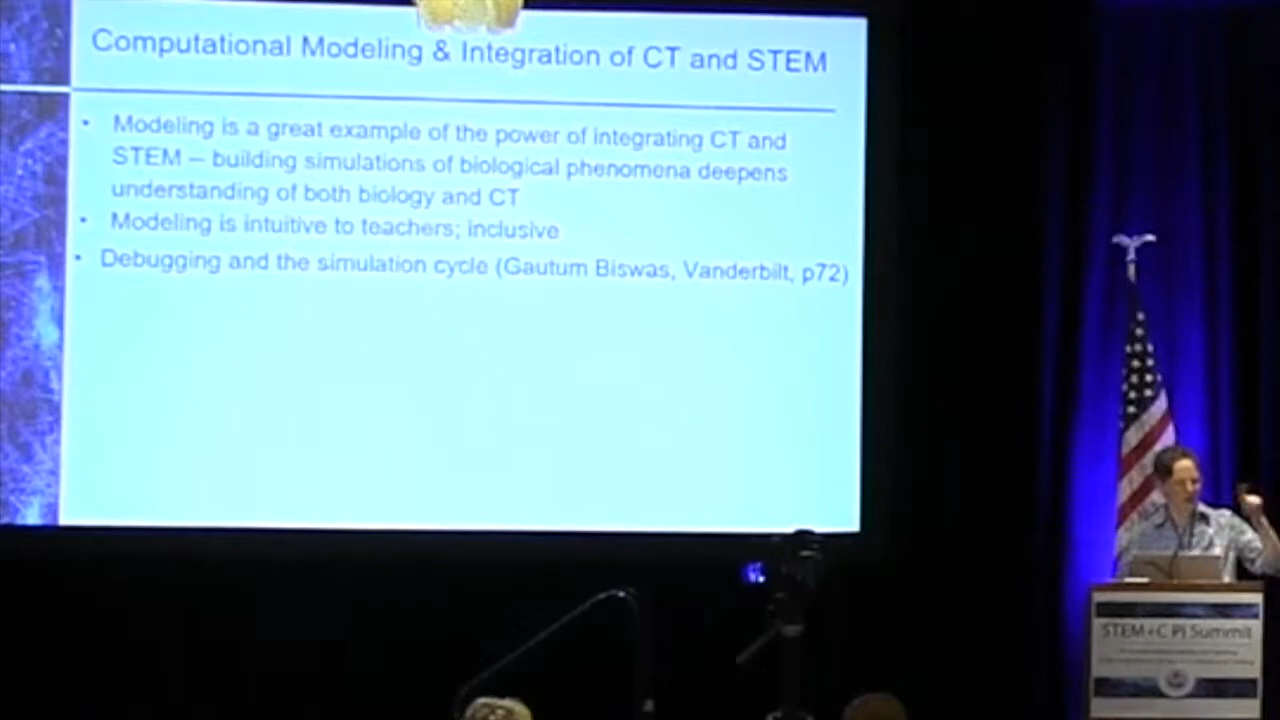 Computational Modeling & Integration of CT and STEM
• Modeling is a great example of the power of integrating CT and
STEM – building simulations of biological phenomena deepens
understanding of both biology and CT
• Modeling is intuitive to teachers; inclusive
• Debugging and the simulation cycle (Gautum Biswas, Vanderbilt, p72)
STEM+C PI Summit